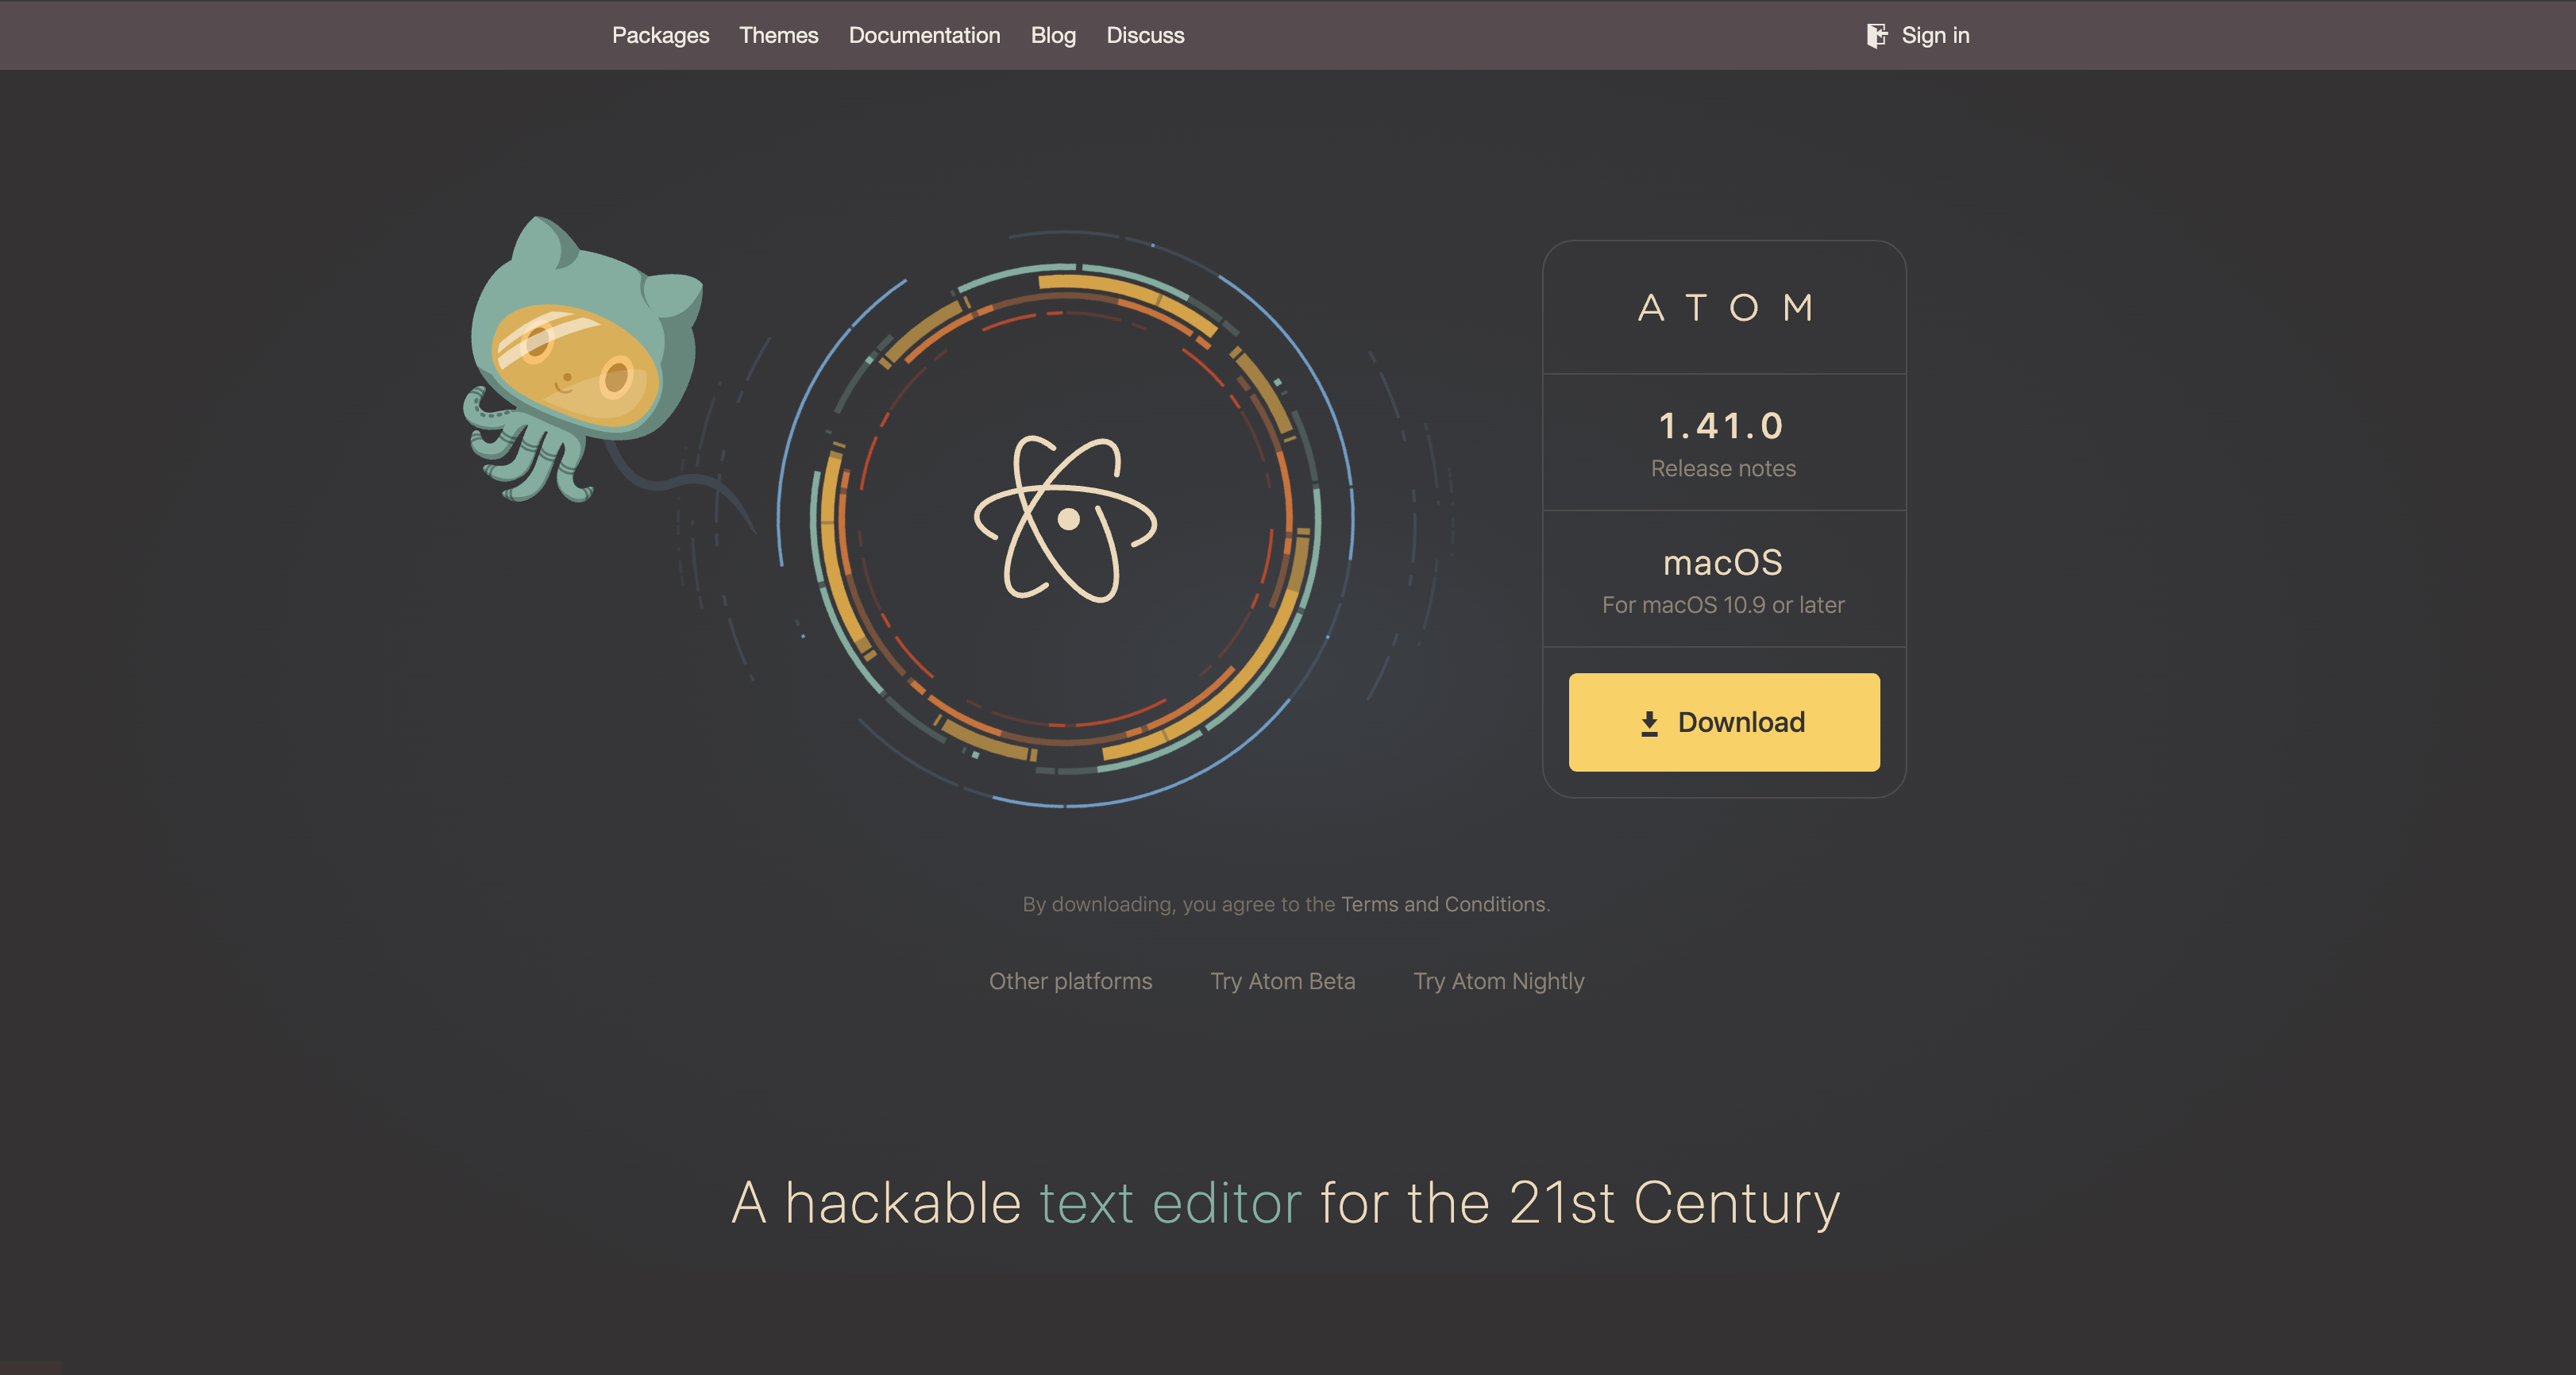 Packages Themes Documentation Blog Discuss Sign in
ATOM
1.41.0
Release notes
macOS
For macOS 10.9 or later
Download
By downloading, you agree to the Terms and Conditions.
Other platforms Try Atom Beta Try Atom Nightly
A hackable text editor for the 21st Century